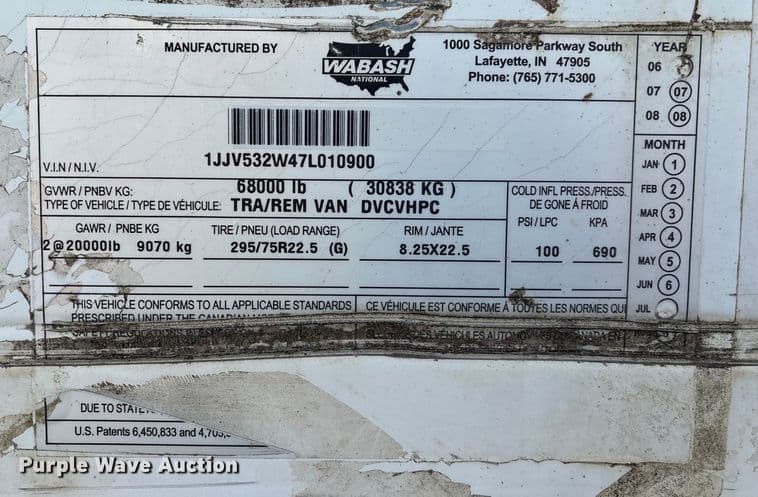 MANUFACTURED BY
WABASH
NATIONAL
1000 Sagamore Parkway South
Lafayette, IN 47905
Phone: (765) 771-5300
YEAR
06
07 07
08 08
MONTH
JAN 1
FEB 2
MAR 3
APR 4
MAY 5
JUN 6
JUL
V.I.N / N.I.V.
1JJV532W47L010900
GVWR / PNBV KG: 68000 lb ( 30838 KG )
TYPE OF VEHICLE / TYPE DE VÉHICULE: TRA/REM VAN DVCVHPC
COLD INFL PRESS./PRESS.
DE GONE Á FROID
PSI / LPC KPA
100 690
GAWR / PNBE KG TIRE / PNEU (LOAD RANGE) RIM / JANTE
2@20000lb 9070 kg 295/75R22.5 (G) 8.25X22.5
THIS VEHICLE CONFORMS TO ALL APPLICABLE STANDARDS
PRESCRIBED UNDER THE CANADIAN
CE VÉHICULE EST CONFORME À TOUTES LES NORMES QUI
DUE TO STATE
U.S. Patents 6,450,833 and
Purple Wave Auction